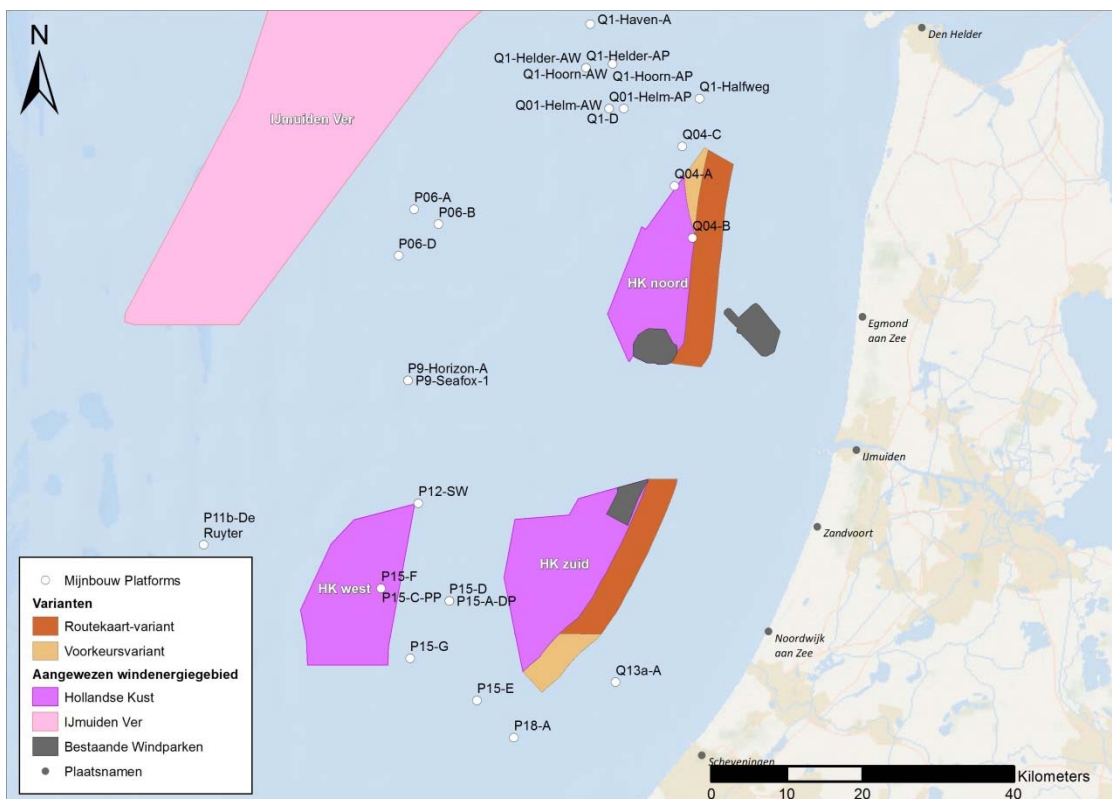 N
Q1-Haven-A
Den Helder
Q1-Helder-AW
Q1-Helder-AP
Q1-Hoorn-AW
Q1-Hoorn-AP
Q1-Halfweg
Q01-Helm-AW
Q01-Helm-AP
Q1-D
IJmuiden Ver
Q04-C
Q04-A
P06-A
P06-B
Q04-B
P06-D
HK noord
Egmond
aan Zee
P9-Horizon-A
P9-Seafox-1
IJmuiden
P12-SW
P11b-De
Ruyter
Zandvoort
HK zuid
P15-F
HK west
P15-D
P15-C-PP
P15-A-DP
Noordwijk
aan Zee
P15-G
Q13a-A
P15-E
P18-A
Scheveningen
Mijnbouw Platforms
Varianten
Routekaart-variant
Voorkeursvariant
Aangewezen windenergiegebied
Hollandse Kust
IJmuiden Ver
Bestaande Windparken
Plaatsnamen
Kilometers
0 10 20 40